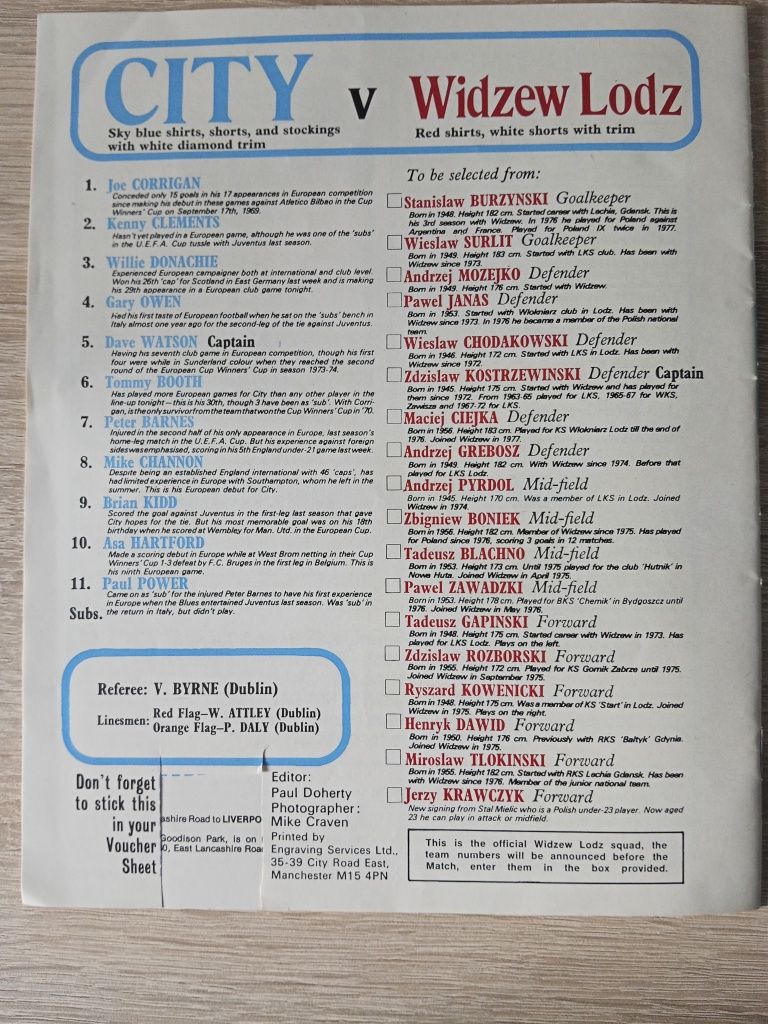 CITY v Widzew Lodz
Sky blue shirts, shorts, and stockings
with white diamond trim
Red shirts, white shorts with trim
1. Joe CORRIGAN
Conceded only 15 goals in his 17 appearances in European competition
since making his debut in these games against Atletico Bilbao in the Cup
Winners' Cup on September 17th, 1969.
2. Kenny CLEMENTS
Hasn't yet played in a European game, although he was one of the 'subs'
in the U.E.F.A. Cup tussle with Juventus last season.
3. Willie DONACHIE
Experienced European campaigner both at international and club level.
Won his 26th 'cap' for Scotland in East Germany last week and is making
his 29th appearance in a European club game tonight.
4. Gary OWEN
Had his first taste of European football when he sat on the 'subs' bench in
Italy almost one year ago for the second-leg of the tie against Juventus.
5. Dave WATSON Captain
Having his seventh club game in European competition, though his first
four were while in Sunderland colour when they reached the second
round of the European Cup Winners' Cup in season 1973-74.
6. Tommy BOOTH
Has played more European games for City than any other player in the
line-up tonight — this is his 30th, though 3 have been as 'sub'. With Corri-
gan, is the only survivor from the team that won the Cup Winners' Cup in '70.
7. Peter BARNES
Injured in the second half of his only appearance in Europe, last season's
home-leg match in the U.E.F.A. Cup. But his experience against foreign
sides was emphasised, scoring in his 5th England under-21 game last week.
8. Mike CHANNON
Despite being an established England international with 46 'caps', has
had limited experience in Europe with Southampton, whom he left in the
summer. This is his European debut for City.
9. Brian KIDD
Scored the goal against Juventus in the first-leg last season that gave
City hopes for the tie. But his most memorable goal was on his 18th
birthday when he scored at Wembley for Man. Utd. in the European Cup.
10. Asa HARTFORD
Made a scoring debut in Europe while at West Brom netting in their Cup
Winners' Cup 1-3 defeat by F.C. Bruges in the first leg in Belgium. This is
his ninth European game.
11. Paul POWER
Came on as 'sub' for the injured Peter Barnes to have his first experience
in Europe when the Blues entertained Juventus last season. Was 'sub' in
the return in Italy, but didn't play.
Subs.
Referee: V. BYRNE (Dublin)
Linesmen: Red Flag—W. ATTLEY (Dublin)
Orange Flag—P. DALY (Dublin)
Don't forget
to stick this
in your
Voucher
Sheet
ashire Road to LIVERPO
Goodison Park, is on
0, East Lancashire Roa
Editor:
Paul Doherty
Photographer:
Mike Craven
Printed by
Engraving Services Ltd.,
35-39 City Road East,
Manchester M15 4PN
To be selected from:
Stanislaw BURZYNSKI Goalkeeper
Born in 1948. Height 182 cm. Started career with Lechia, Gdansk. This is
his 3rd season with Widzew. In 1976 he played for Poland against
Argentina and France. Played for Poland IX twice in 1977.
Wieslaw SURLIT Goalkeeper
Born in 1949. Height 183 cm. Started with LKS club. Has been with
Widzew since 1973.
Andrzej MOZEJKO Defender
Born in 1949. Height 176 cm. Started with Widzew.
Pawel JANAS Defender
Born in 1953. Started with Wlokniarz club in Lodz. Has been with
Widzew since 1973. In 1976 he became a member of the Polish national
team.
Wieslaw CHODAKOWSKI Defender
Born in 1946. Height 172 cm. Started with LKS in Lodz. Has been with
Widzew since 1972.
Zdzislaw KOSTRZEWINSKI Defender Captain
Born in 1945. Height 175 cm. Started with Widzew and has played for
them since 1972. From 1963-65 played for LKS, 1965-67 for WKS,
Zawisza and 1967-72 for LKS.
Maciej CIEJKA Defender
Born in 1956. Height 183 cm. Played for KS Wlokniarz Lodz till the end of
1976. Joined Widzew in 1977.
Andrzej GREBOSZ Defender
Born in 1949. Height 182 cm. With Widzew since 1974. Before that
played for LKS Lodz.
Andrzej PYRDOL Mid-field
Born in 1945. Height 170 cm. Was a member of LKS in Lodz. Joined
Widzew in 1974.
Zbigniew BONIEK Mid-field
Born in 1956. Height 182 cm. Member of Widzew since 1975. Has played
for Poland since 1976, scoring 3 goals in 12 matches.
Tadeusz BLACHNO Mid-field
Born in 1953. Height 173 cm. Until 1975 played for the club 'Hutnik' in
Nowa Huta. Joined Widzew in April 1975.
Pawel ZAWADZKI Mid-field
Born in 1953. Height 178 cm. Played for BKS 'Chemik' in Bydgoszcz until
1976. Joined Widzew in May 1976.
Tadeusz GAPINSKI Forward
Born in 1948. Height 175 cm. Started career with Widzew in 1973. Has
played for LKS Lodz. Plays on the left.
Zdzislaw ROZBORSKI Forward
Born in 1955. Height 172 cm. Played for KS Gornik Zabrze until 1975.
Joined Widzew in September 1975.
Ryszard KOWENICKI Forward
Born in 1948. Height 175 cm. Was a member of KS 'Start' in Lodz. Joined
Widzew in 1975. Plays on the right.
Henryk DAWID Forward
Born in 1950. Height 176 cm. Previously with RKS 'Baltyk' Gdynia.
Joined Widzew in 1975.
Miroslaw TLOKINSKI Forward
Born in 1955. Height 182 cm. Started with RKS Lechia Gdansk. Has been
with Widzew since 1976. Member of the junior national team.
Jerzy KRAWCZYK Forward
New signing from Stal Mielic who is a Polish under-23 player. Now aged
23 he can play in attack or midfield.
This is the official Widzew Lodz squad, the
team numbers will be announced before the
Match, enter them in the box provided.